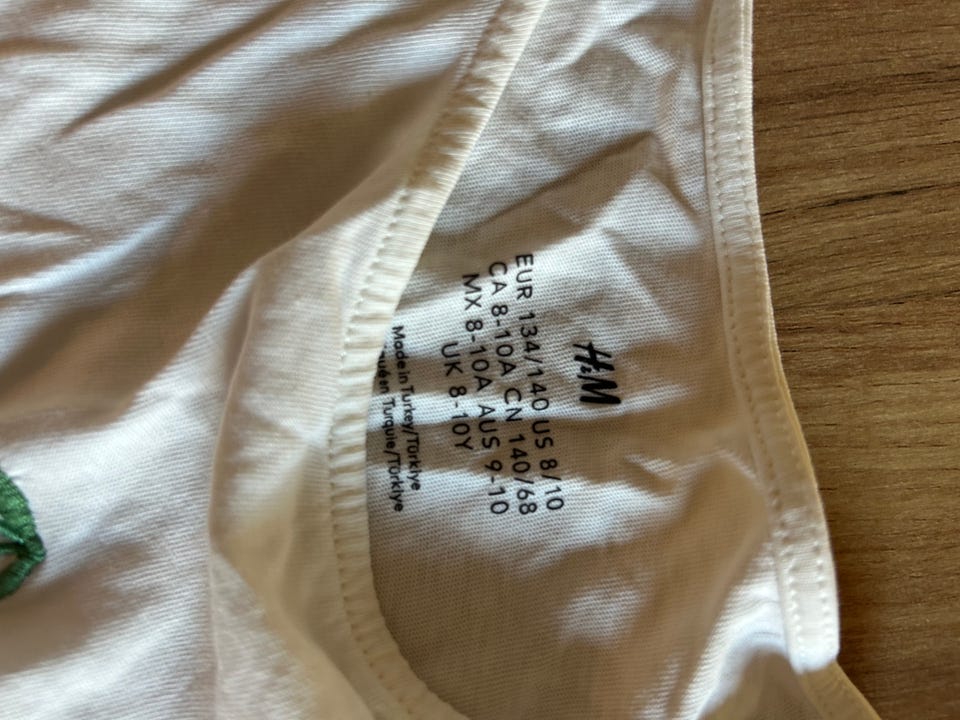 H&M
EUR 134/140 US 8/10
CA 8-10A CN 140/68
MX 8-10A AUS 9-10
UK 8-10Y
Made in Turkey/Türkiye
en Turquie/Türkiye